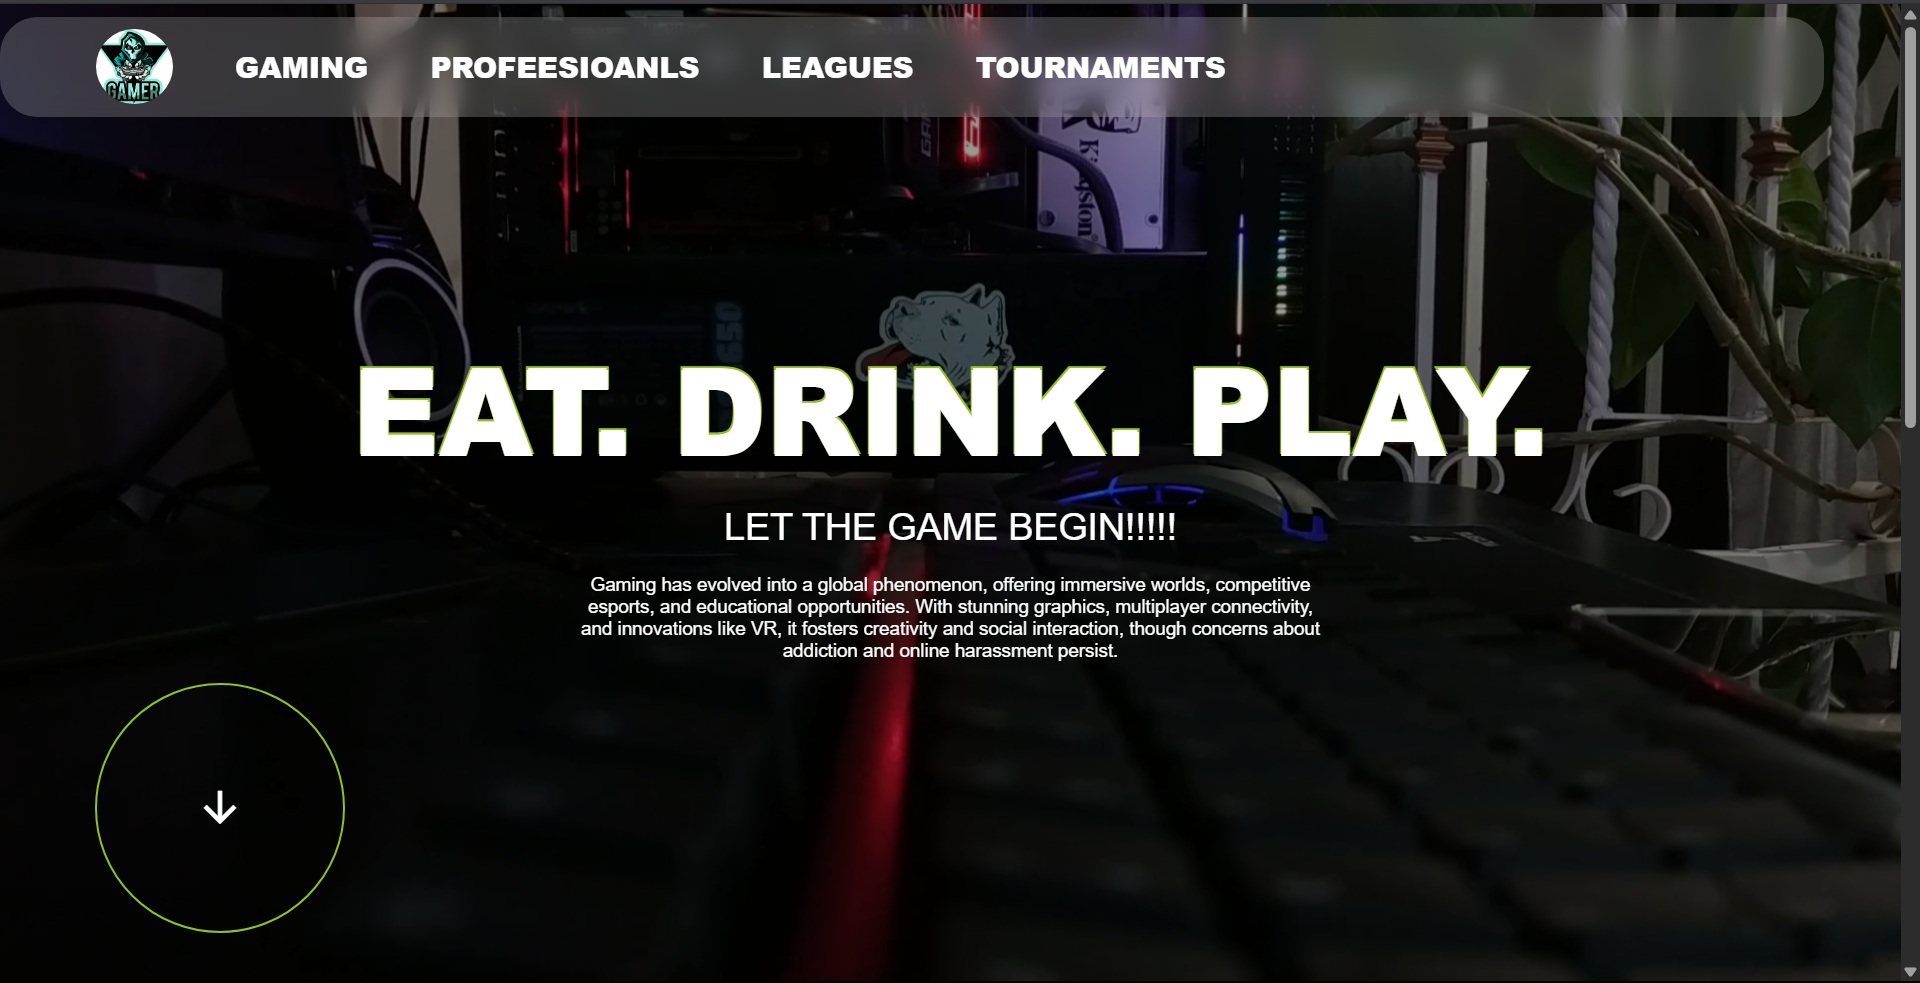 GAMER
GAMING
PROFEESIOANLS
LEAGUES
TOURNAMENTS
Kingston
650
EAT. DRINK. PLAY.
LET THE GAME BEGIN!!!!!
Gaming has evolved into a global phenomenon, offering immersive worlds, competitive
esports, and educational opportunities. With stunning graphics, multiplayer connectivity,
and innovations like VR, it fosters creativity and social interaction, though concerns about
addiction and online harassment persist.